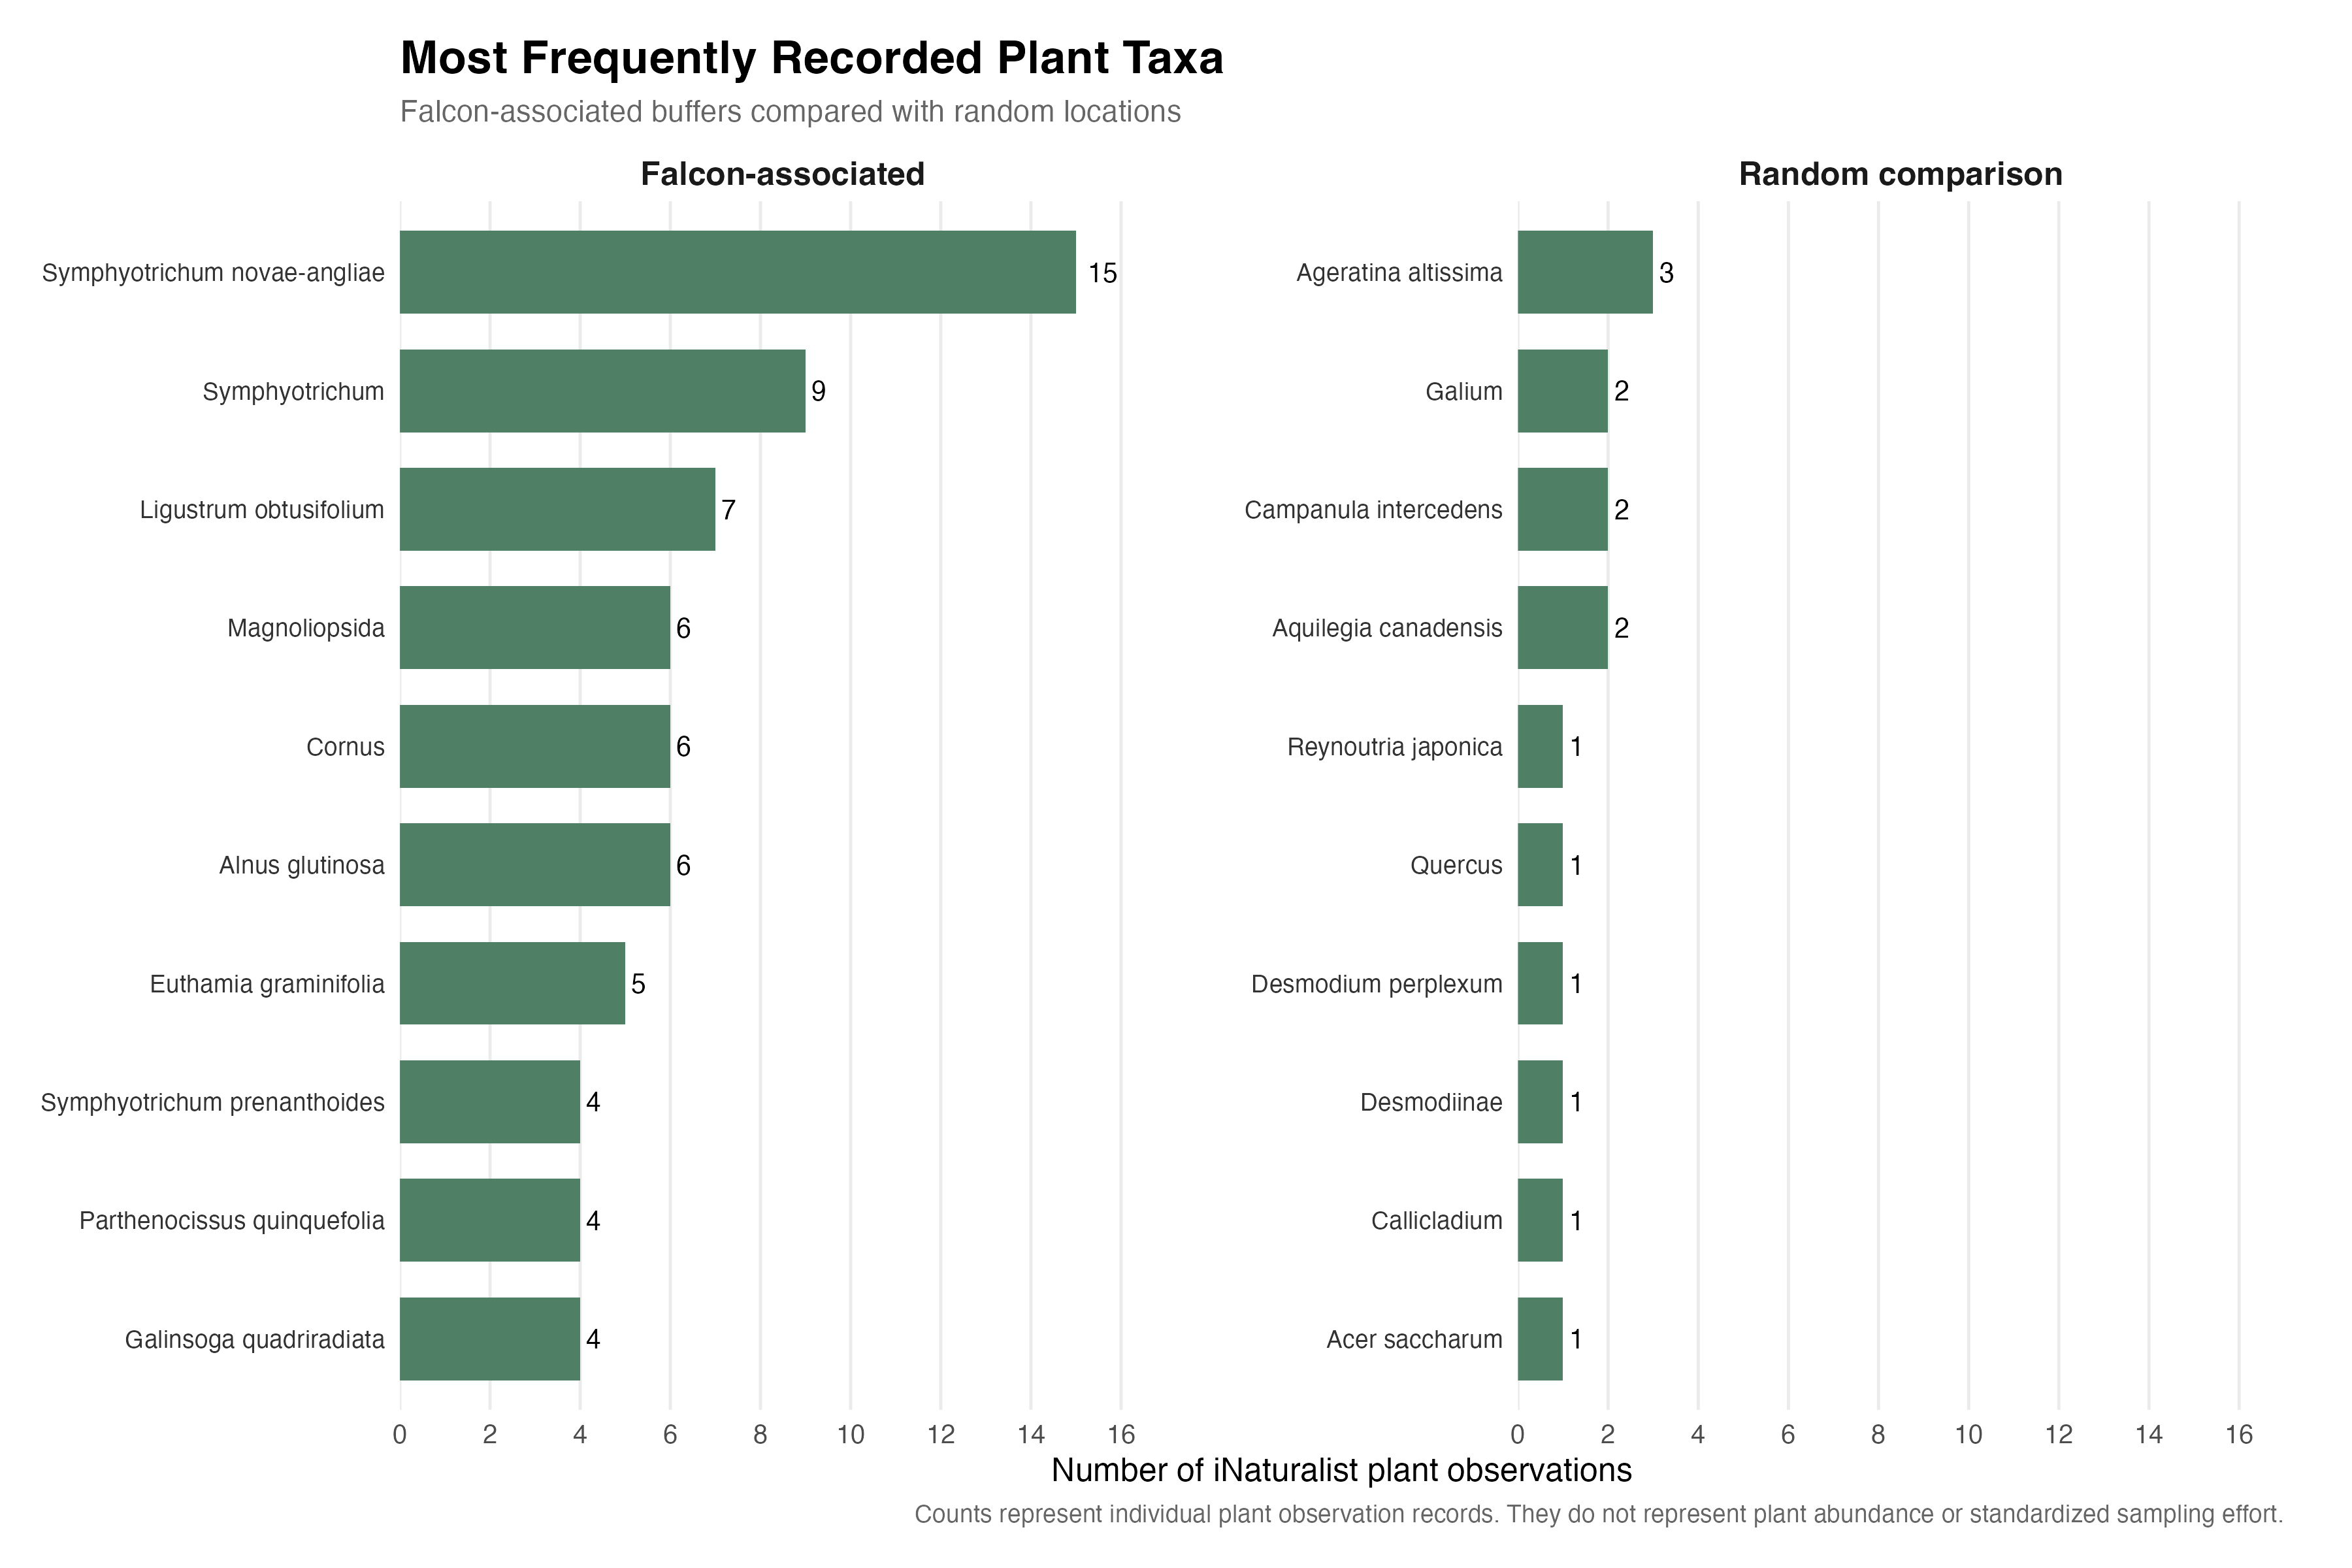 Most Frequently Recorded Plant Taxa
Falcon-associated buffers compared with random locations
Falcon-associated
Symphyotrichum novae-angliae 15
Symphyotrichum 9
Ligustrum obtusifolium 7
Magnoliopsida 6
Cornus 6
Alnus glutinosa 6
Euthamia graminifolia 5
Symphyotrichum prenanthoides 4
Parthenocissus quinquefolia 4
Galinsoga quadriradiata 4
0 2 4 6 8 10 12 14 16
Random comparison
Ageratina altissima 3
Galium 2
Campanula intercedens 2
Aquilegia canadensis 2
Reynoutria japonica 1
Quercus 1
Desmodium perplexum 1
Desmodiinae 1
Callicladium 1
Acer saccharum 1
0 2 4 6 8 10 12 14 16
Number of iNaturalist plant observations
Counts represent individual plant observation records. They do not represent plant abundance or standardized sampling effort.